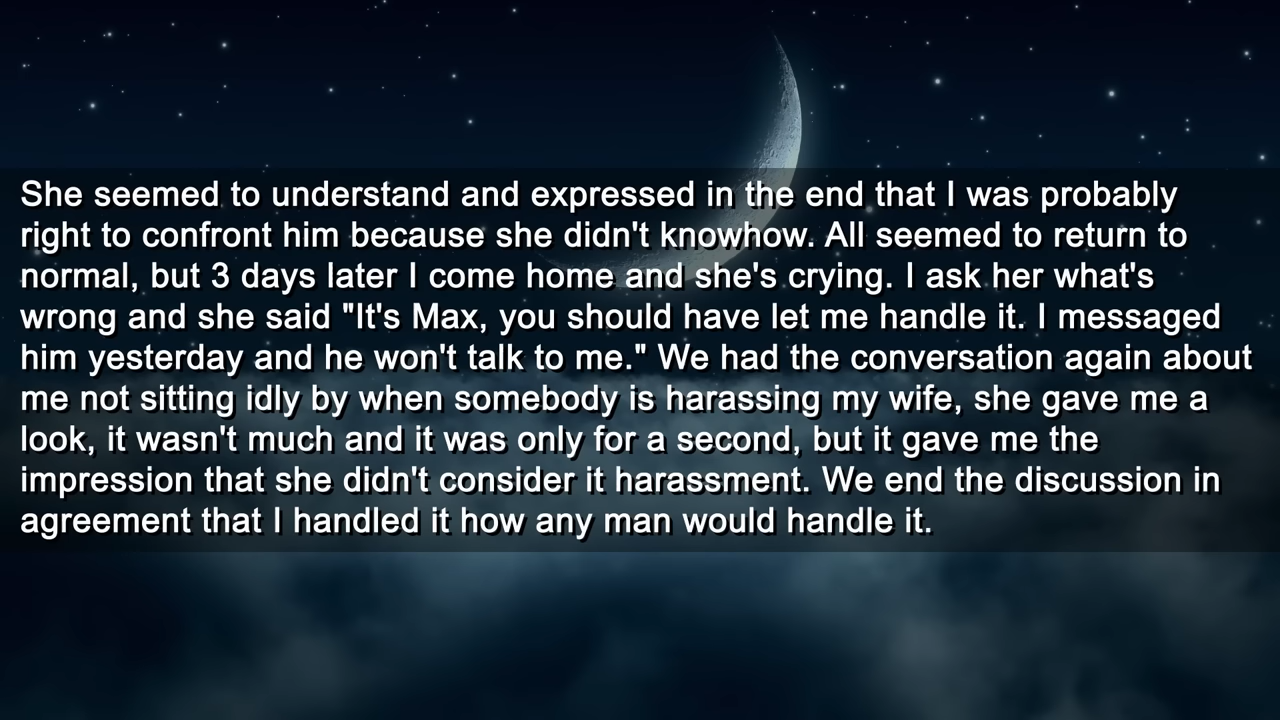 She seemed to understand and expressed in the end that I was probably
right to confront him because she didn't knowhow. All seemed to return to
normal, but 3 days later I come home and she's crying. I ask her what's
wrong and she said "It's Max, you should have let me handle it. I messaged
him yesterday and he won't talk to me." We had the conversation again about
me not sitting idly by when somebody is harassing my wife, she gave me a
look, it wasn't much and it was only for a second, but it gave me the
impression that she didn't consider it harassment. We end the discussion in
agreement that I handled it how any man would handle it.